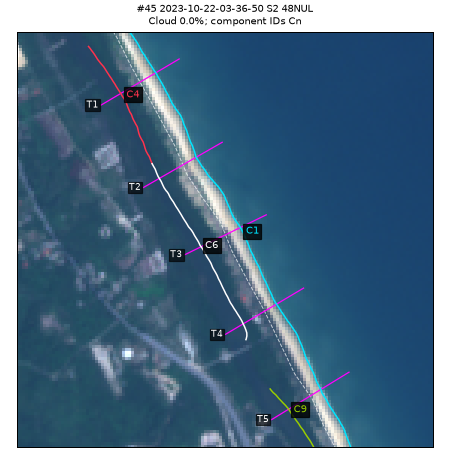 #45 2023-10-22-03-36-50 S2 48NUL
Cloud 0.0%; component IDs Cn
C4
T1
T2
C1
C6
T3
T4
C9
T5